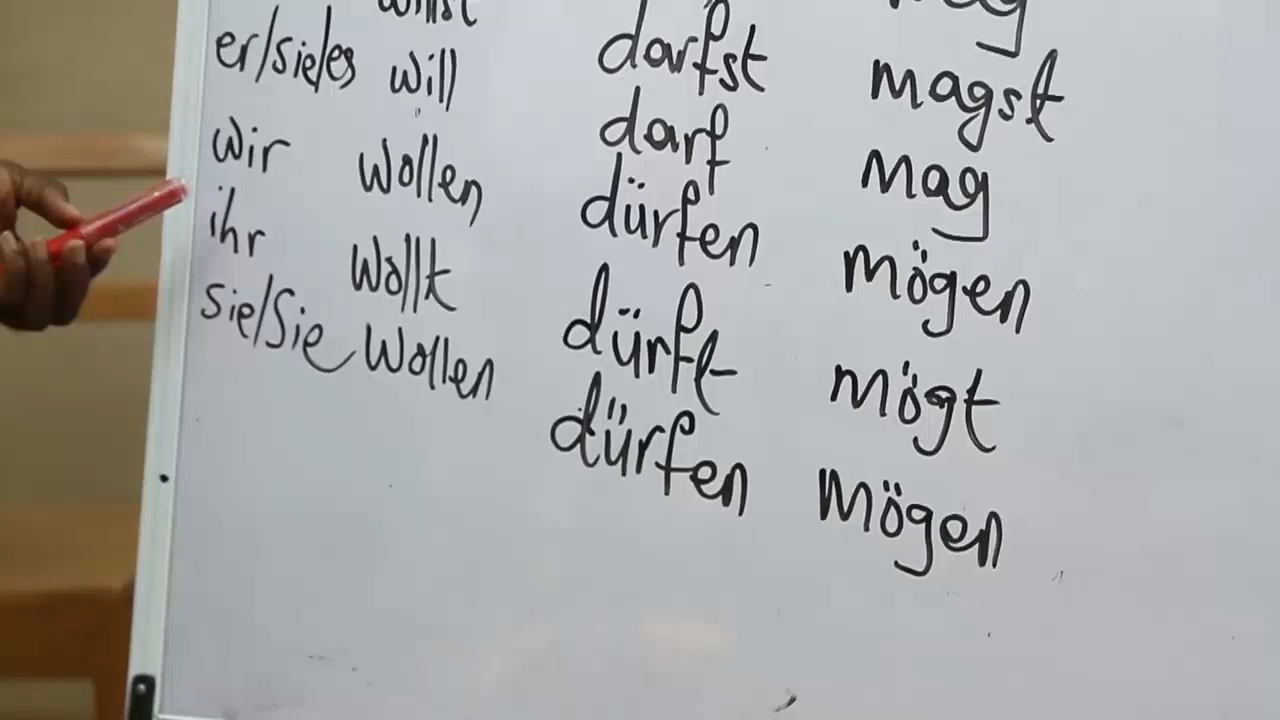 willst darfst magst
er/sie/es will darf mag
wir wollen dürfen mögen
ihr wollt dürft mögt
sie/Sie wollen dürfen mögen